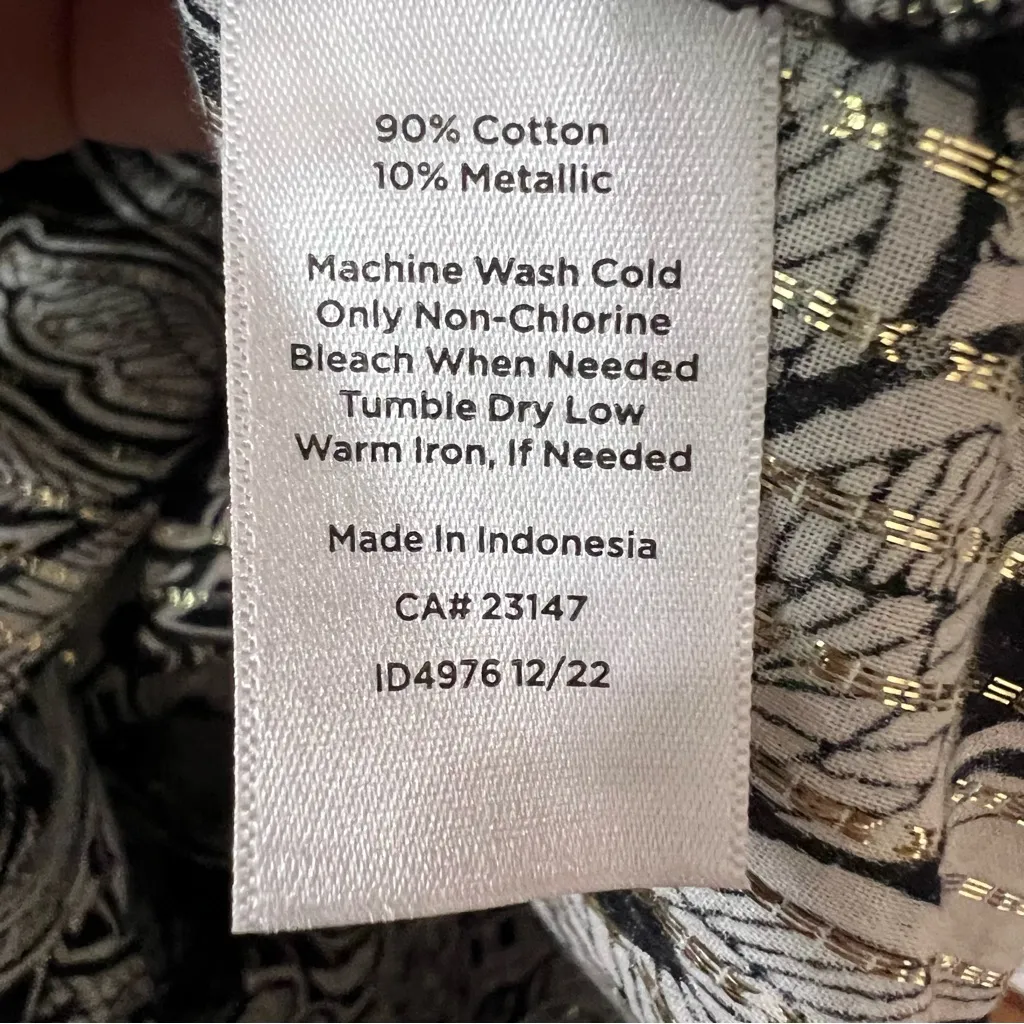 90% Cotton
10% Metallic
Machine Wash Cold
Only Non-Chlorine
Bleach When Needed
Tumble Dry Low
Warm Iron, If Needed
Made In Indonesia
CA# 23147
ID4976 12/22